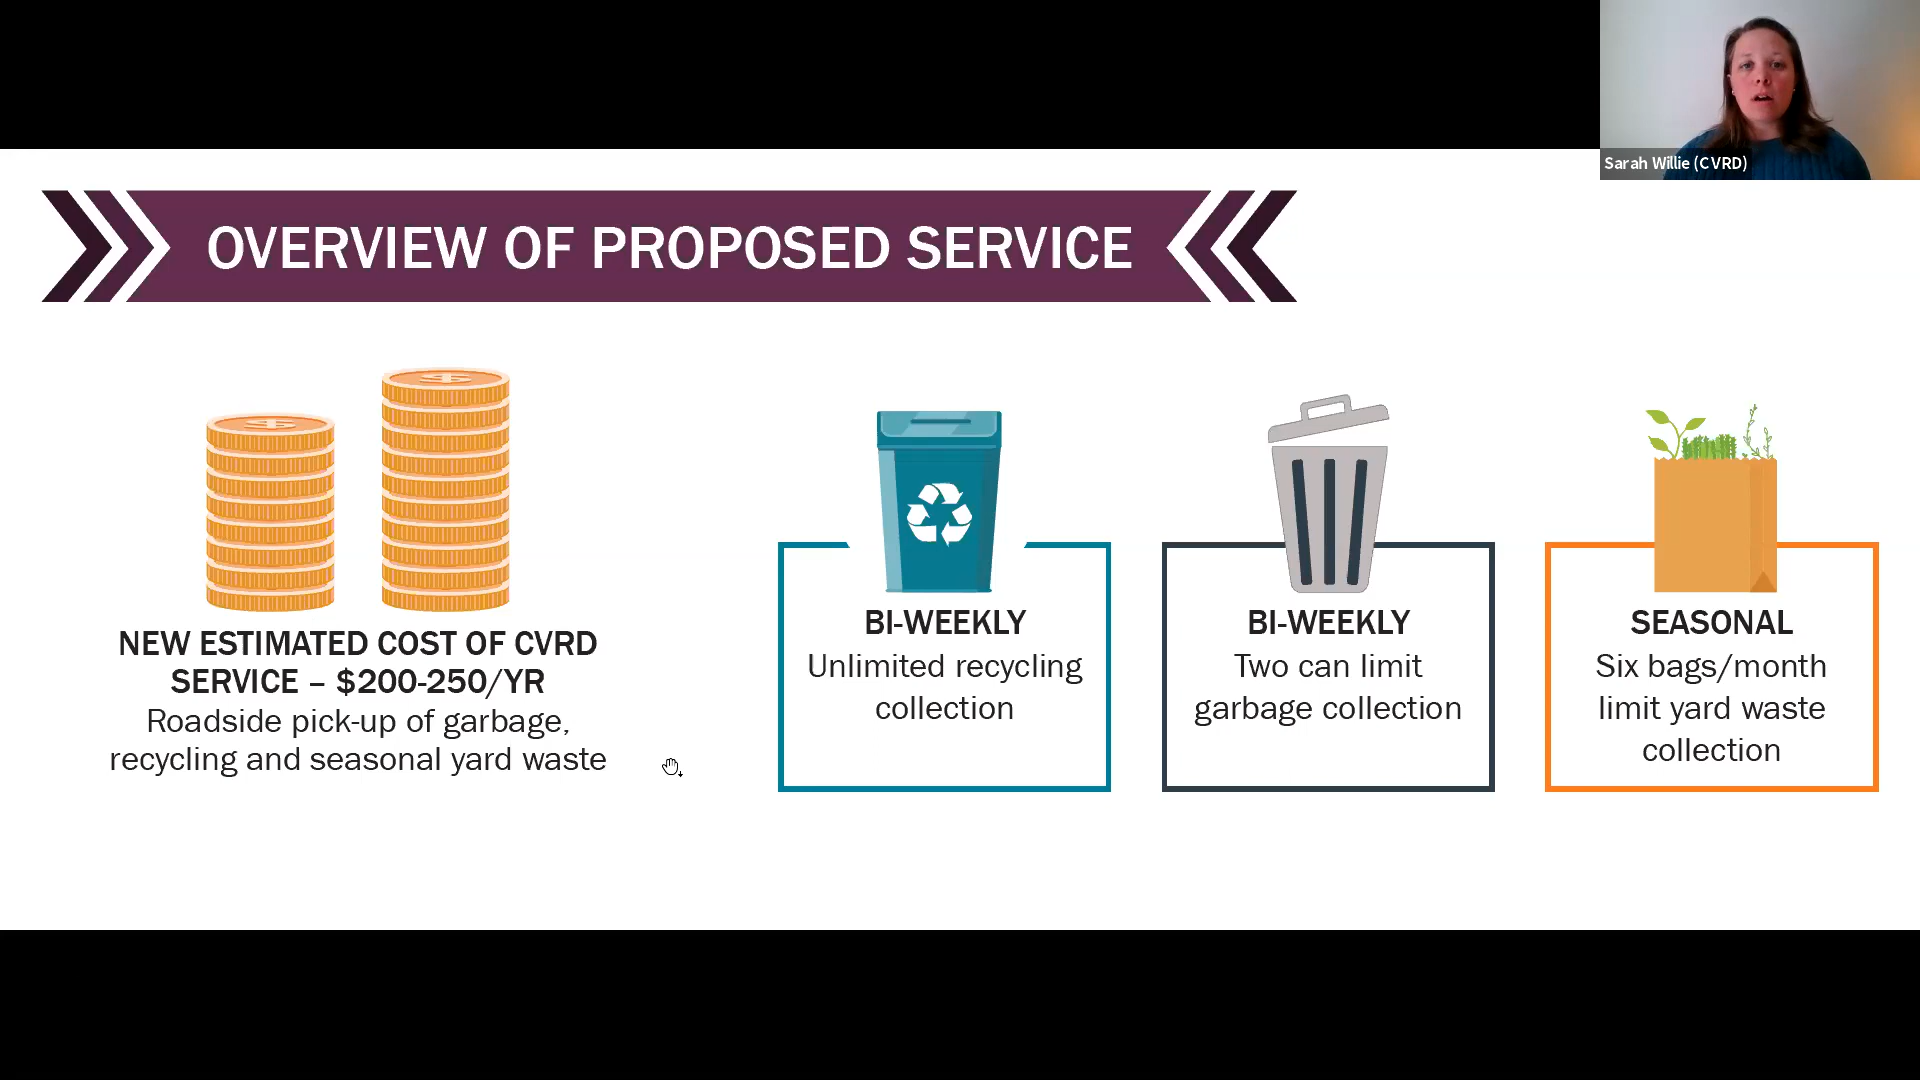 Sarah Willie (CVRD)
OVERVIEW OF PROPOSED SERVICE
NEW ESTIMATED COST OF CVRD
SERVICE – $200-250/YR
Roadside pick-up of garbage,
recycling and seasonal yard waste
BI-WEEKLY
Unlimited recycling
collection
BI-WEEKLY
Two can limit
garbage collection
SEASONAL
Six bags/month
limit yard waste
collection